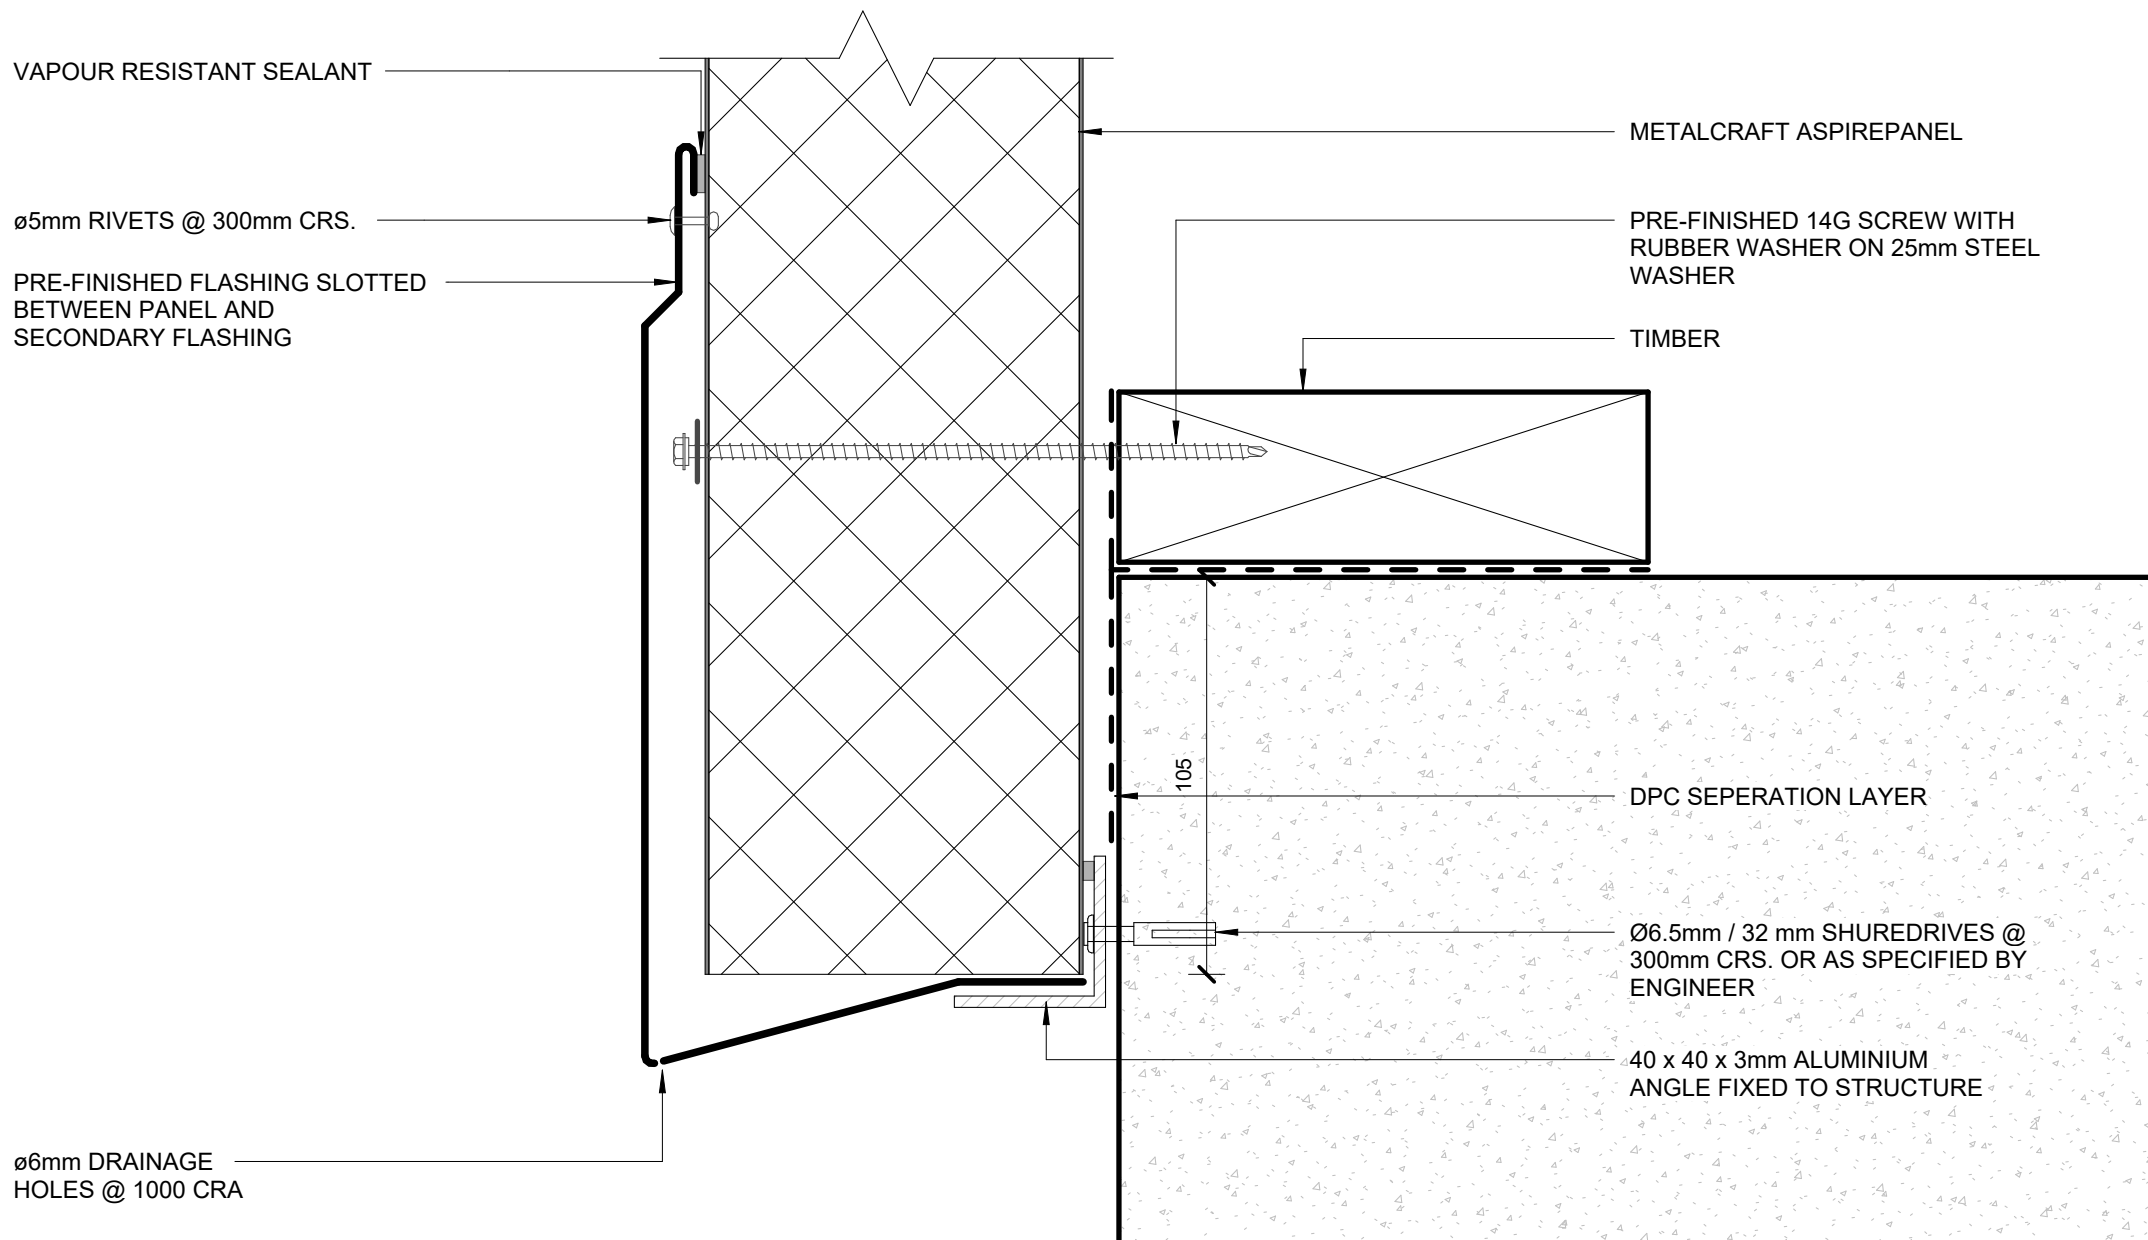 VAPOUR RESISTANT SEALANT
ø5mm RIVETS @ 300mm CRS.
PRE-FINISHED FLASHING SLOTTED
BETWEEN PANEL AND
SECONDARY FLASHING
ø6mm DRAINAGE
HOLES @ 1000 CRA
METALCRAFT ASPIREPANEL
PRE-FINISHED 14G SCREW WITH
RUBBER WASHER ON 25mm STEEL
WASHER
TIMBER
105
DPC SEPERATION LAYER
Ø6.5mm / 32 mm SHUREDRIVES @
300mm CRS. OR AS SPECIFIED BY
ENGINEER
40 x 40 x 3mm ALUMINIUM
ANGLE FIXED TO STRUCTURE